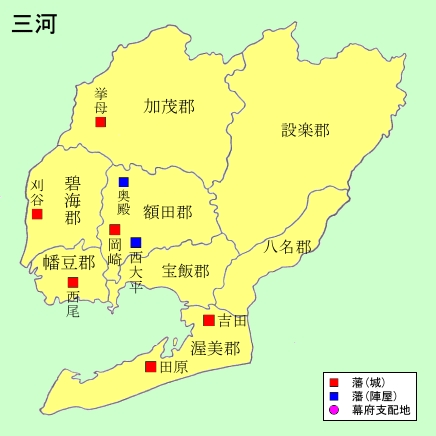 三河
加茂郡
挙母
設楽郡
碧海郡
刈谷
奥殿
額田郡
岡崎
西大平
八名郡
幡豆郡
西尾
宝飯郡
吉田
渥美郡
田原
藩(城)
藩(陣屋)
幕府支配地